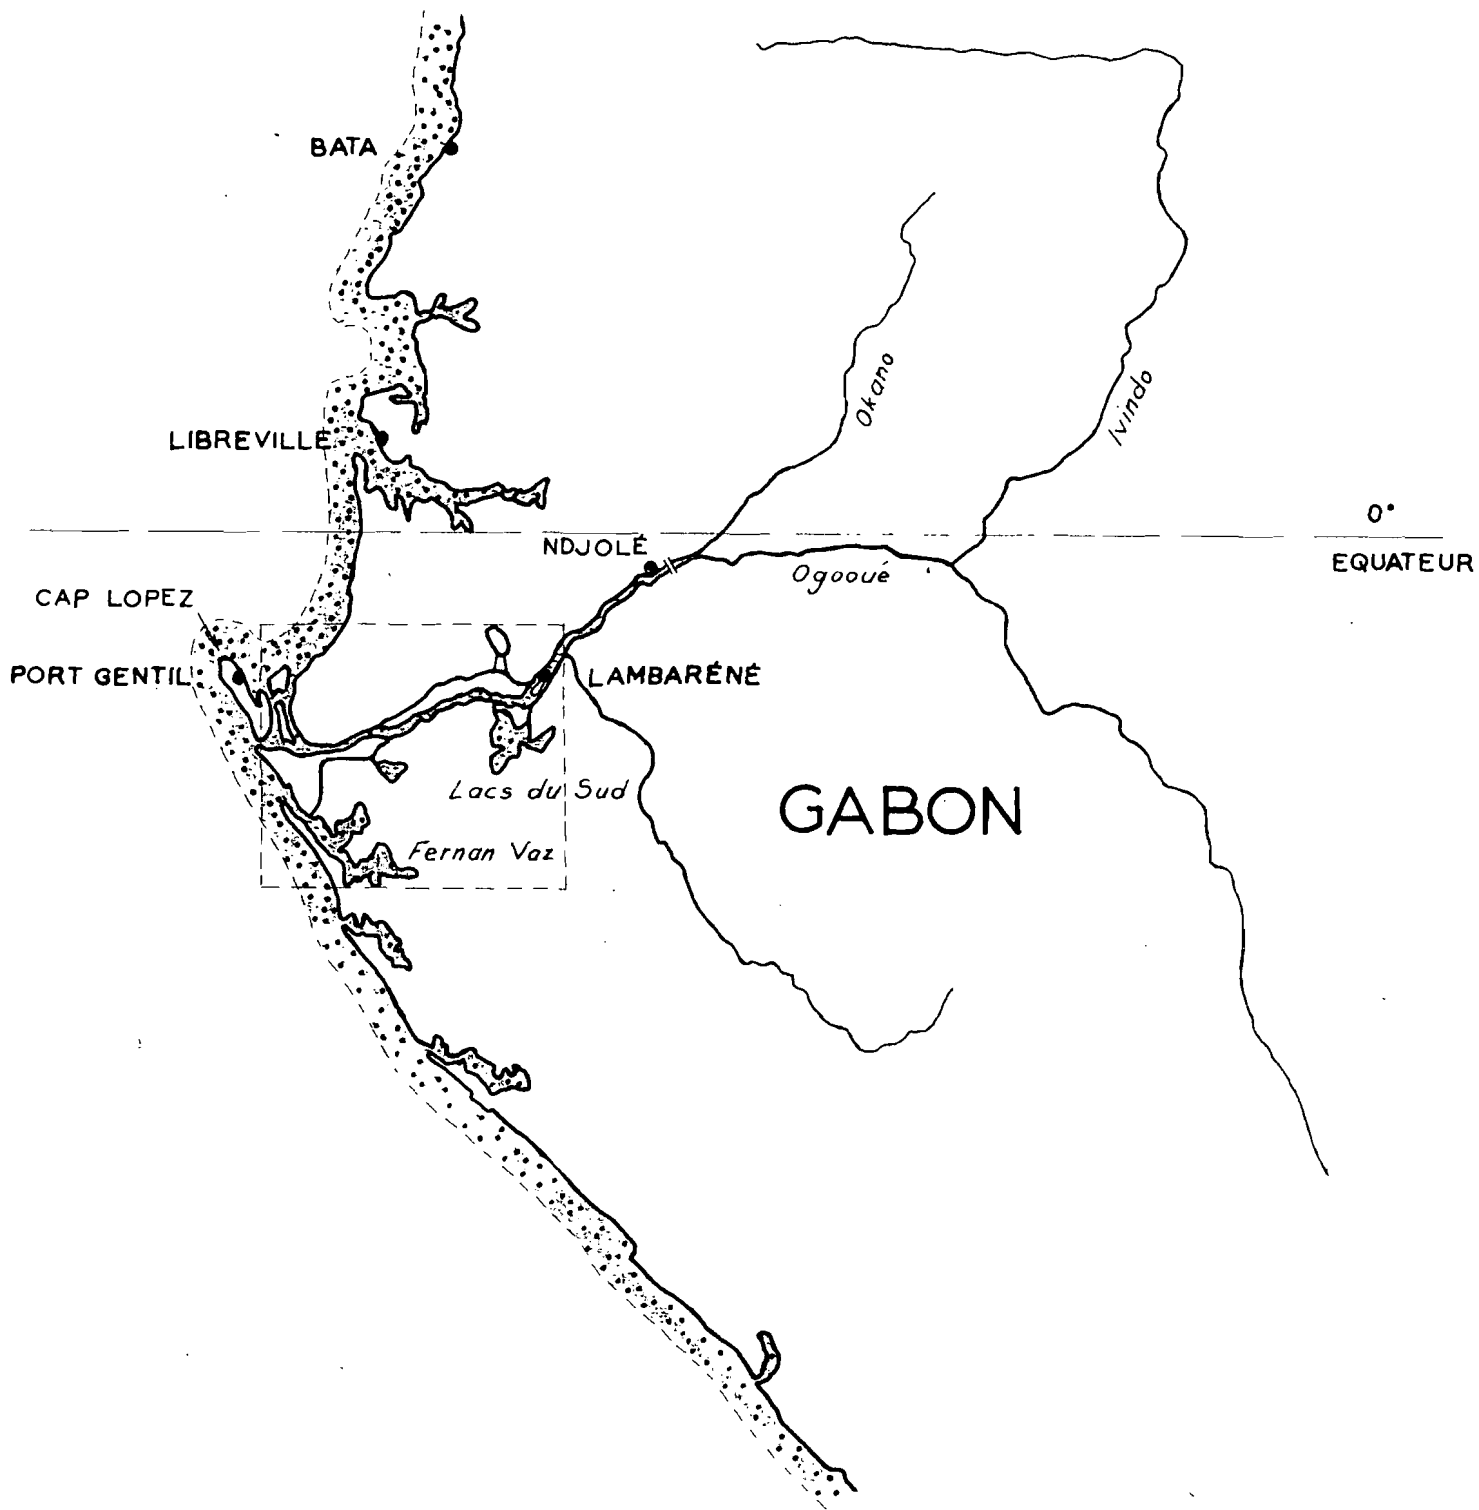 BATA
Okano
Ivindo
LIBREVILLE
0°
NDJOLÉ
EQUATEUR
Ogooué
CAP LOPEZ
PORT GENTIL
LAMBARÉNÉ
Lacs du Sud
GABON
Fernan Vaz